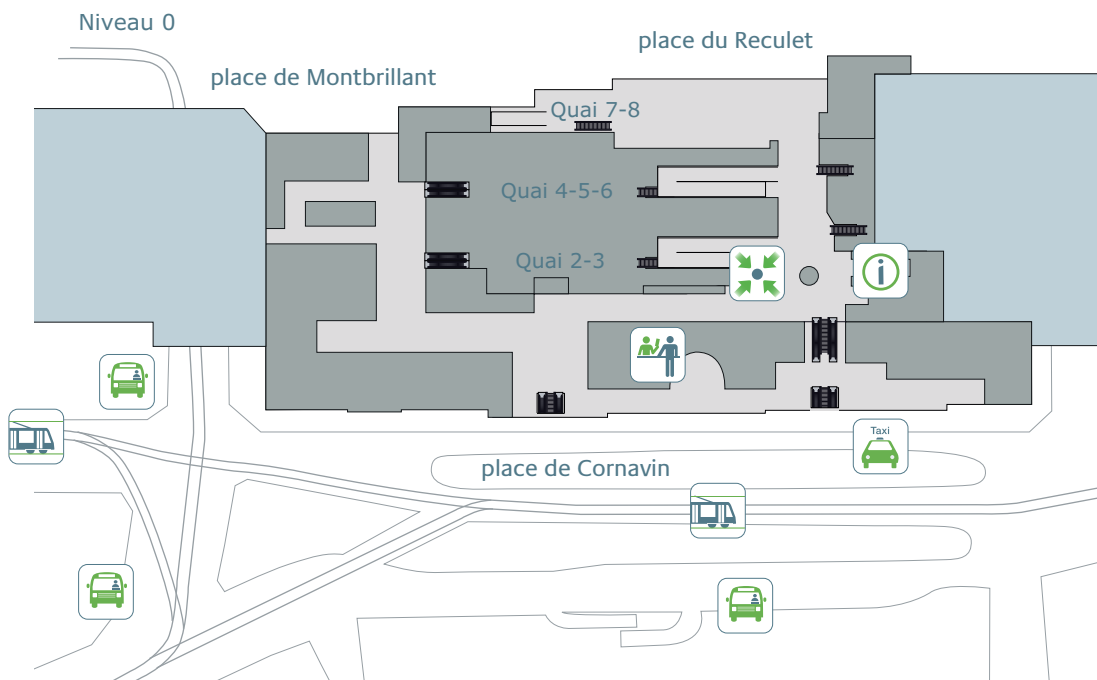 Niveau 0
place du Reculet
place de Montbrillant
Quai 7-8
Quai 4-5-6
Quai 2-3
i
Taxi
place de Cornavin